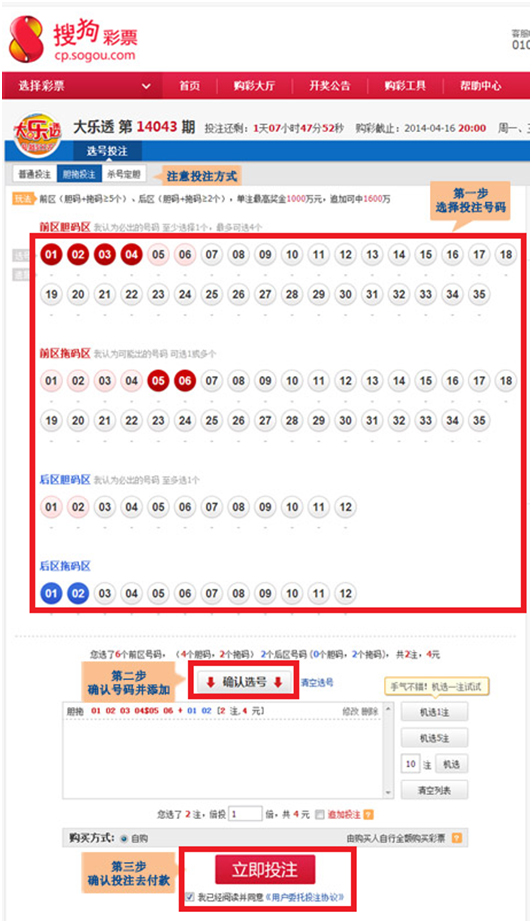 搜狗彩票
cp.sogou.com
客服
010
选择彩票 首页 购彩大厅 开奖公告 购彩工具 帮助中心
大乐透
大乐透 第 14043 期 投注还剩：1天07小时47分52秒 购彩截止：2014-04-16 20:00 周一、
选号投注
普通投注 胆拖投注 杀号定胆 注意投注方式
玩法 前区（胆码+拖码≥5个）、后区（胆码+拖码≥2个），单注最高奖金1000万元，追加可中1600万
第一步
选择投注号码
前区胆码区 我认为必出的号码 至少选择1个，最多可选4个
选号 01 02 03 04 05 06 07 08 09 10 11 12 13 14 15 16 17 18
19 20 21 22 23 24 25 26 27 28 29 30 31 32 33 34 35
前区拖码区 我认为可能出的号码 可选1或多个
01 02 03 04 05 06 07 08 09 10 11 12 13 14 15 16 17 18
19 20 21 22 23 24 25 26 27 28 29 30 31 32 33 34 35
后区胆码区 我认为必出的号码 至多选1个
01 02 03 04 05 06 07 08 09 10 11 12
后区拖码区
01 02 03 04 05 06 07 08 09 10 11 12
您选了6个前区号码，（4个胆码，2个拖码）2个后区号码（0个胆码，2个拖码），共2注，4元
第二步
确认号码并添加
确认选号 清空选号
手气不错！机选一注试试
胆拖 01 02 03 04$05 06 + 01 02 [2 注,4 元] 修改 删除
机选1注
机选5注
10 注 机选
清空列表
您选了 2 注，倍投 1 倍，共 4 元 追加投注 ?
购买方式： 自购 由购买人自行全额购买彩票 ?
第三步
确认投注去付款
立即投注
我已经阅读并同意《用户委托投注协议》